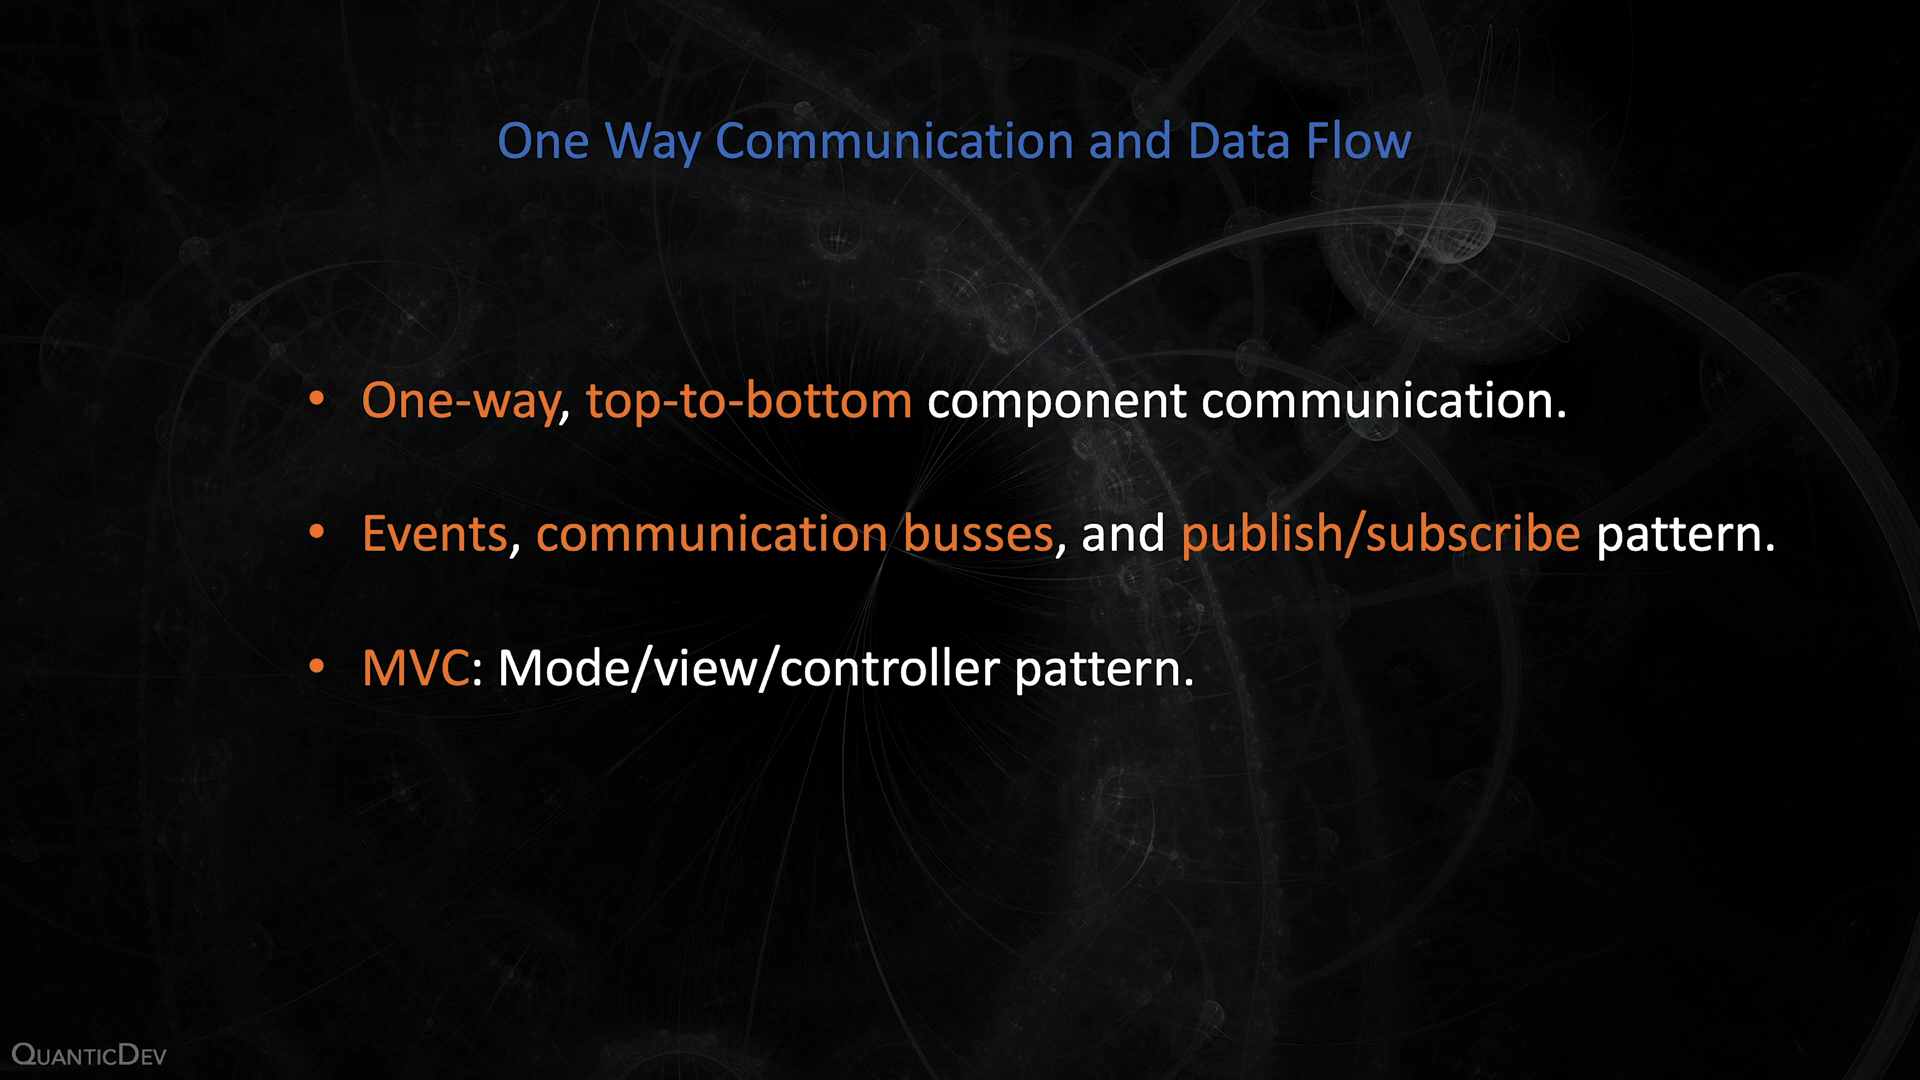 One Way Communication and Data Flow
• One-way, top-to-bottom component communication.
• Events, communication busses, and publish/subscribe pattern.
• MVC: Mode/view/controller pattern.
QuanticDev